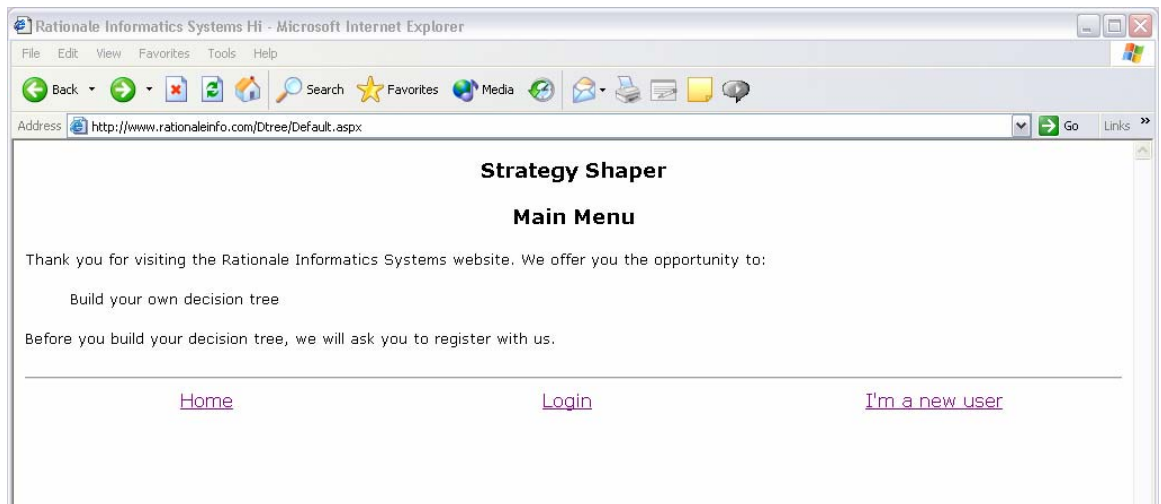 Rationale Informatics Systems Hi - Microsoft Internet Explorer
File Edit View Favorites Tools Help
Back Search Favorites Media
Address http://www.rationaleinfo.com/Dtree/Default.aspx Go Links »
Strategy Shaper
Main Menu
Thank you for visiting the Rationale Informatics Systems website. We offer you the opportunity to:
Build your own decision tree
Before you build your decision tree, we will ask you to register with us.
Home Login I'm a new user